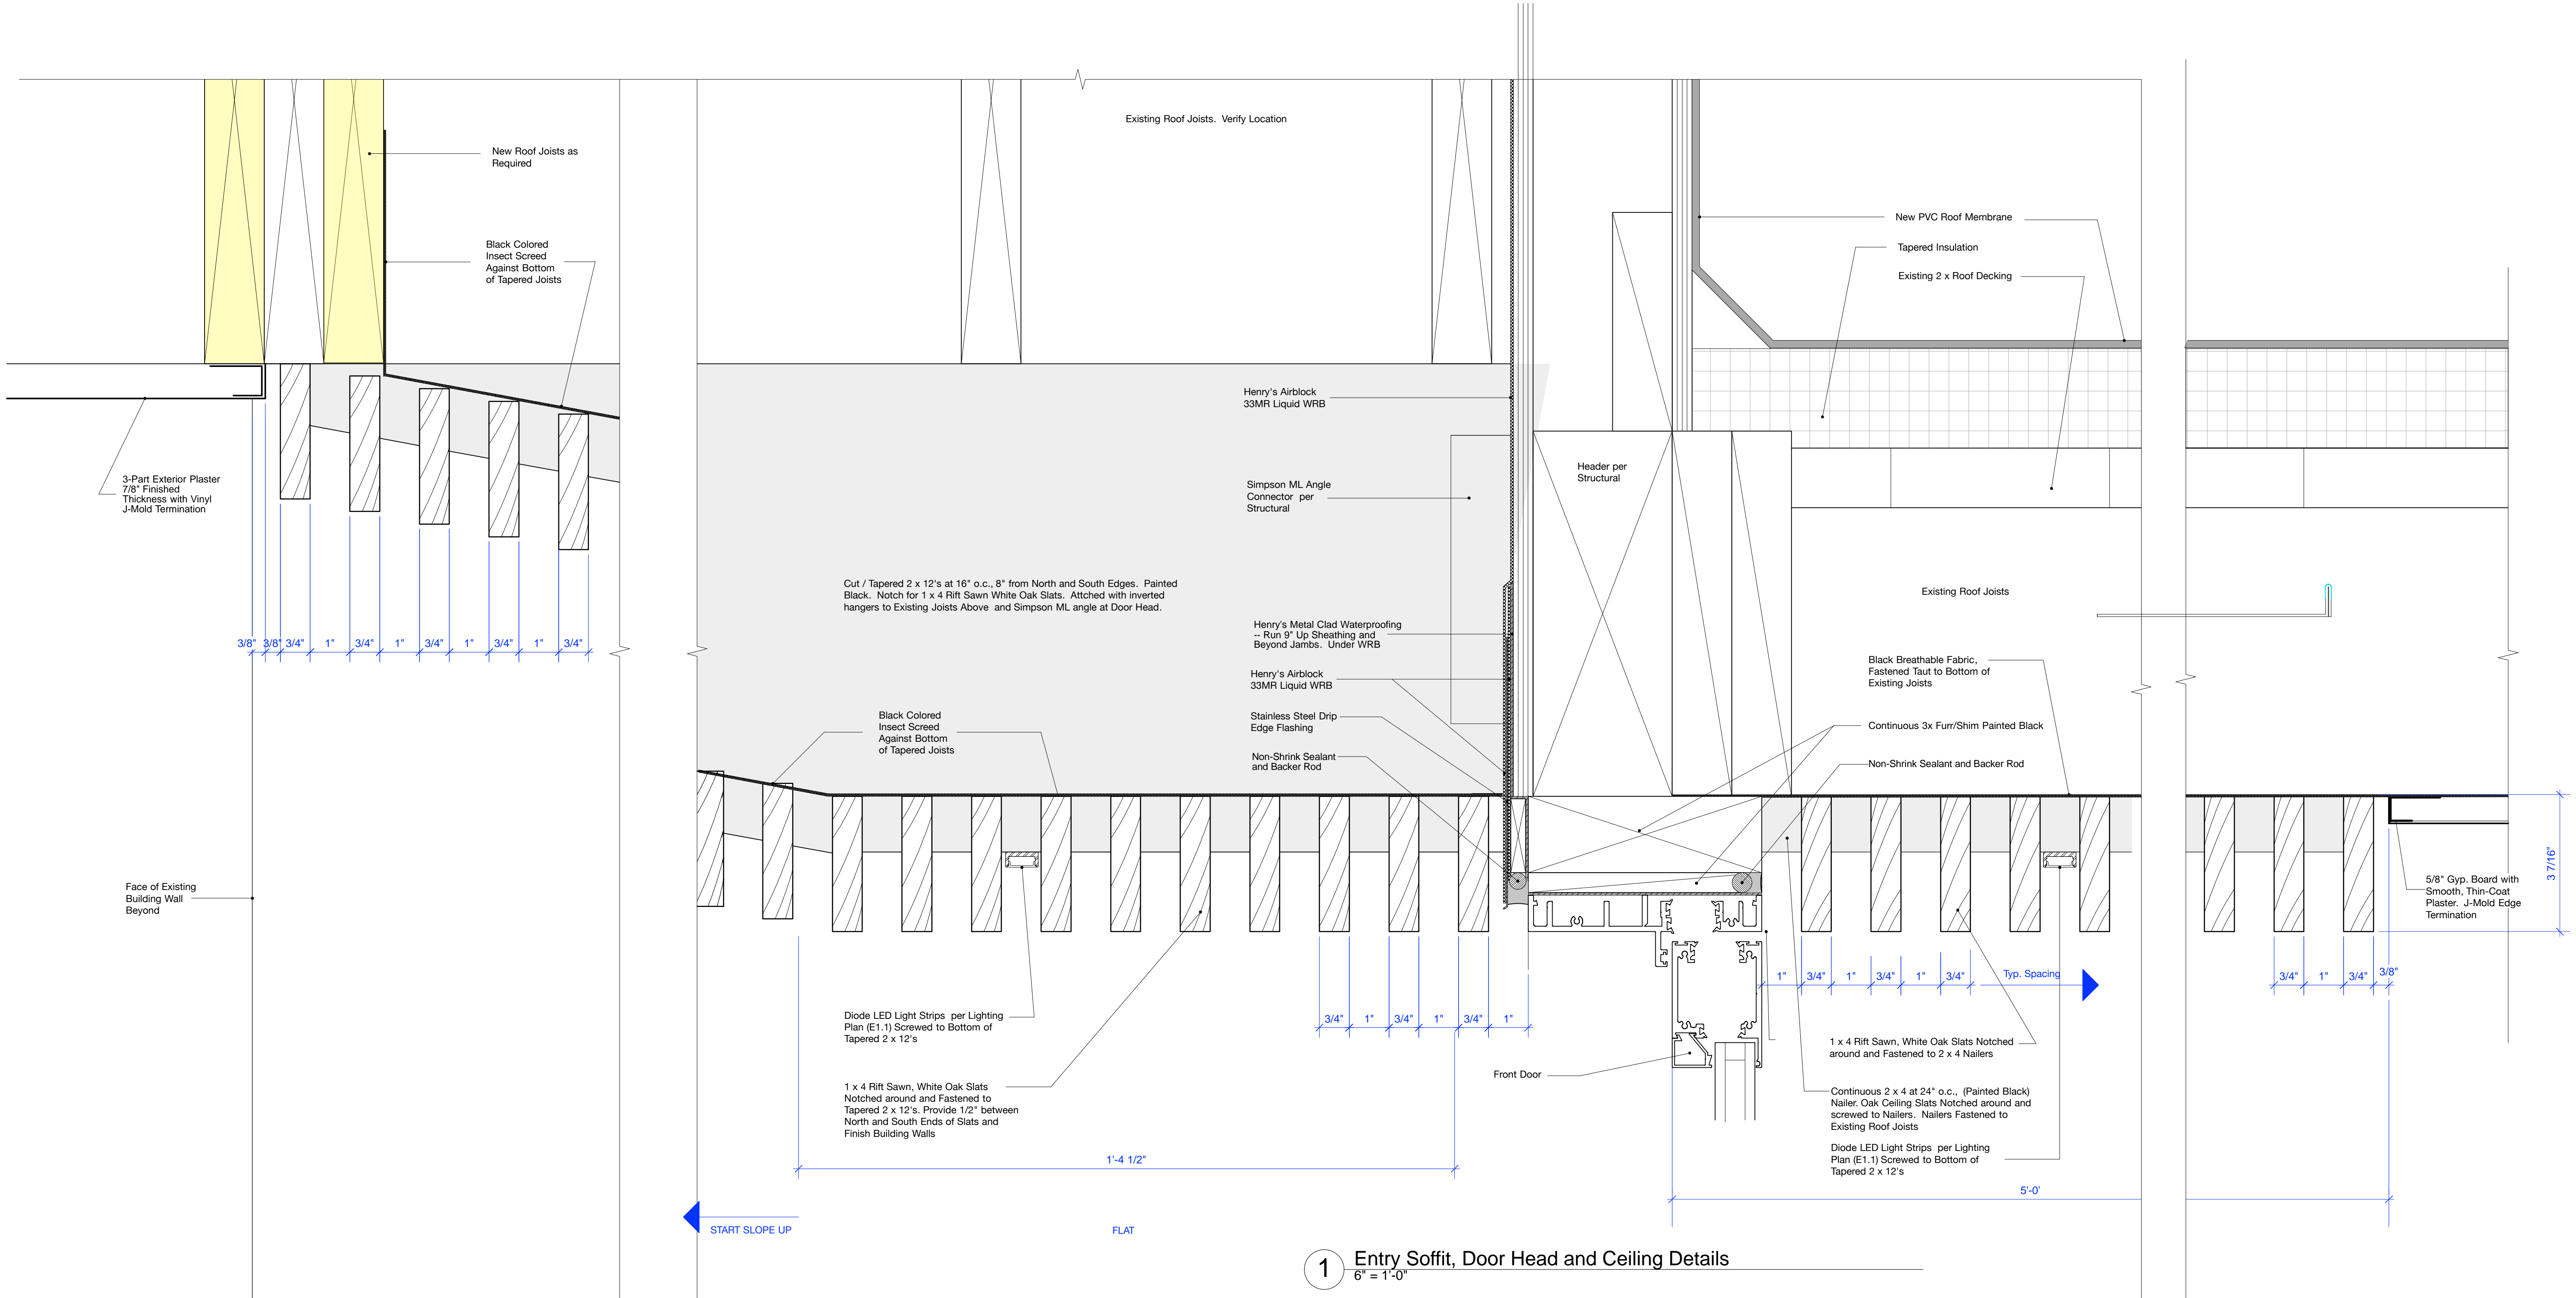 Existing Roof Joists.  Verify Location
New Roof Joists as
Required
Black Colored
Insect Screed
Against Bottom
of Tapered Joists
New PVC Roof Membrane
Tapered Insulation
Existing 2 x Roof Decking
3-Part Exterior Plaster
7/8" Finished
Thickness with Vinyl
J-Mold Termination
Henry's Airblock
33MR Liquid WRB
Simpson ML Angle
Connector  per
Structural
Header per
Structural
Cut / Tapered 2 x 12's at 16" o.c., 8" from North and South Edges.  Painted
Black.  Notch for 1 x 4 Rift Sawn White Oak Slats.  Attched with inverted
hangers to Existing Joists Above  and Simpson ML angle at Door Head.
Existing Roof Joists
Henry's Metal Clad Waterproofing
-- Run 9" Up Sheathing and
Beyond Jambs.  Under WRB
3/8" 3/8" 3/4" 1" 3/4" 1" 3/4" 1" 3/4" 1" 3/4"
Henry's Airblock
33MR Liquid WRB
Black Breathable Fabric,
Fastened Taut to Bottom of
Existing Joists
Black Colored
Insect Screed
Against Bottom
of Tapered Joists
Stainless Steel Drip
Edge Flashing
Continuous 3x Furr/Shim Painted Black
Non-Shrink Sealant
and Backer Rod
Non-Shrink Sealant and Backer Rod
3 7/16"
Face of Existing
Building Wall
Beyond
5/8" Gyp. Board with
Smooth, Thin-Coat
Plaster.  J-Mold Edge
Termination
1" 3/4" 1" 3/4" 1" 3/4" Typ. Spacing 3/4" 1" 3/4" 3/8"
Diode LED Light Strips  per Lighting
Plan (E1.1) Screwed to Bottom of
Tapered 2 x 12's
3/4" 1" 3/4" 1" 3/4" 1"
1 x 4 Rift Sawn, White Oak Slats Notched
around and Fastened to 2 x 4 Nailers
Front Door
1 x 4 Rift Sawn, White Oak Slats
Notched around and Fastened to
Tapered 2 x 12's. Provide 1/2" between
North and South Ends of Slats and
Finish Building Walls
Continuous 2 x 4 at 24" o.c.,  (Painted Black)
Nailer. Oak Ceiling Slats Notched around and
screwed to Nailers.  Nailers Fastened to
Existing Roof Joists
Diode LED Light Strips  per Lighting
Plan (E1.1) Screwed to Bottom of
Tapered 2 x 12's
1'-4 1/2"
5'-0'
START SLOPE UP
FLAT
1 Entry Soffit, Door Head and Ceiling Details
6" = 1'-0"